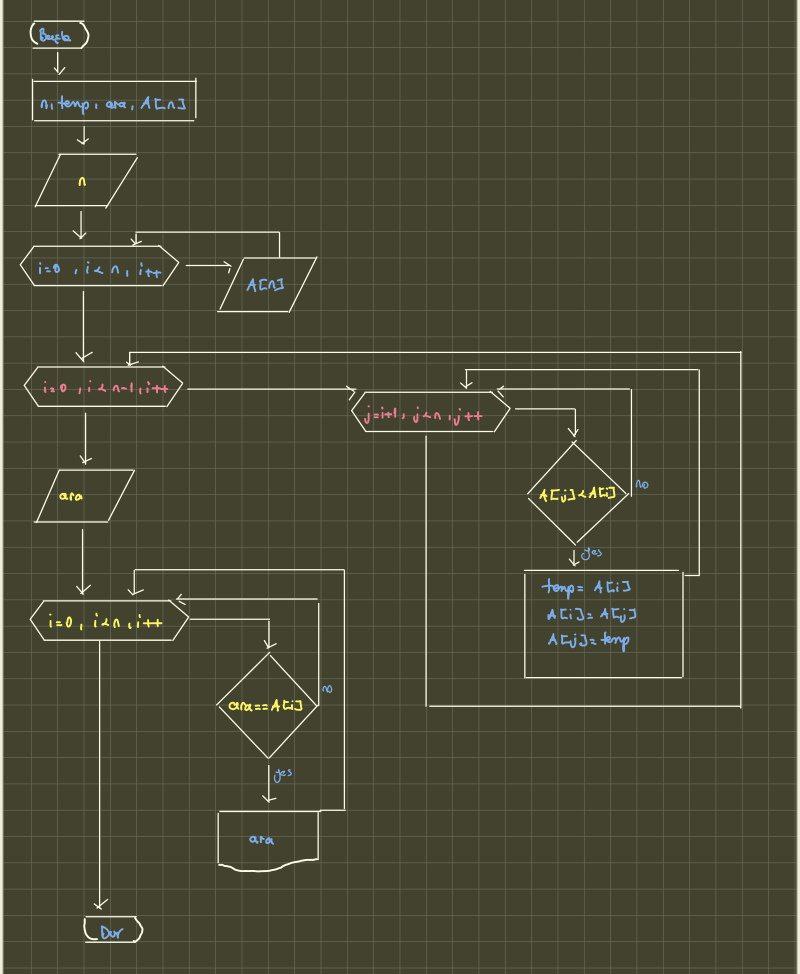 Başla
n, temp, ara, A[n]
n
i=0 , i<n, i++
A[n]
i=0 , i<n-1, i++
j=i+1, j<n, j++
A[j]<A[i]
no
yes
temp= A[i]
A[i]= A[j]
A[j]= temp
ara
i=0, i<n, i++
ara==A[i]
no
yes
ara
Dur